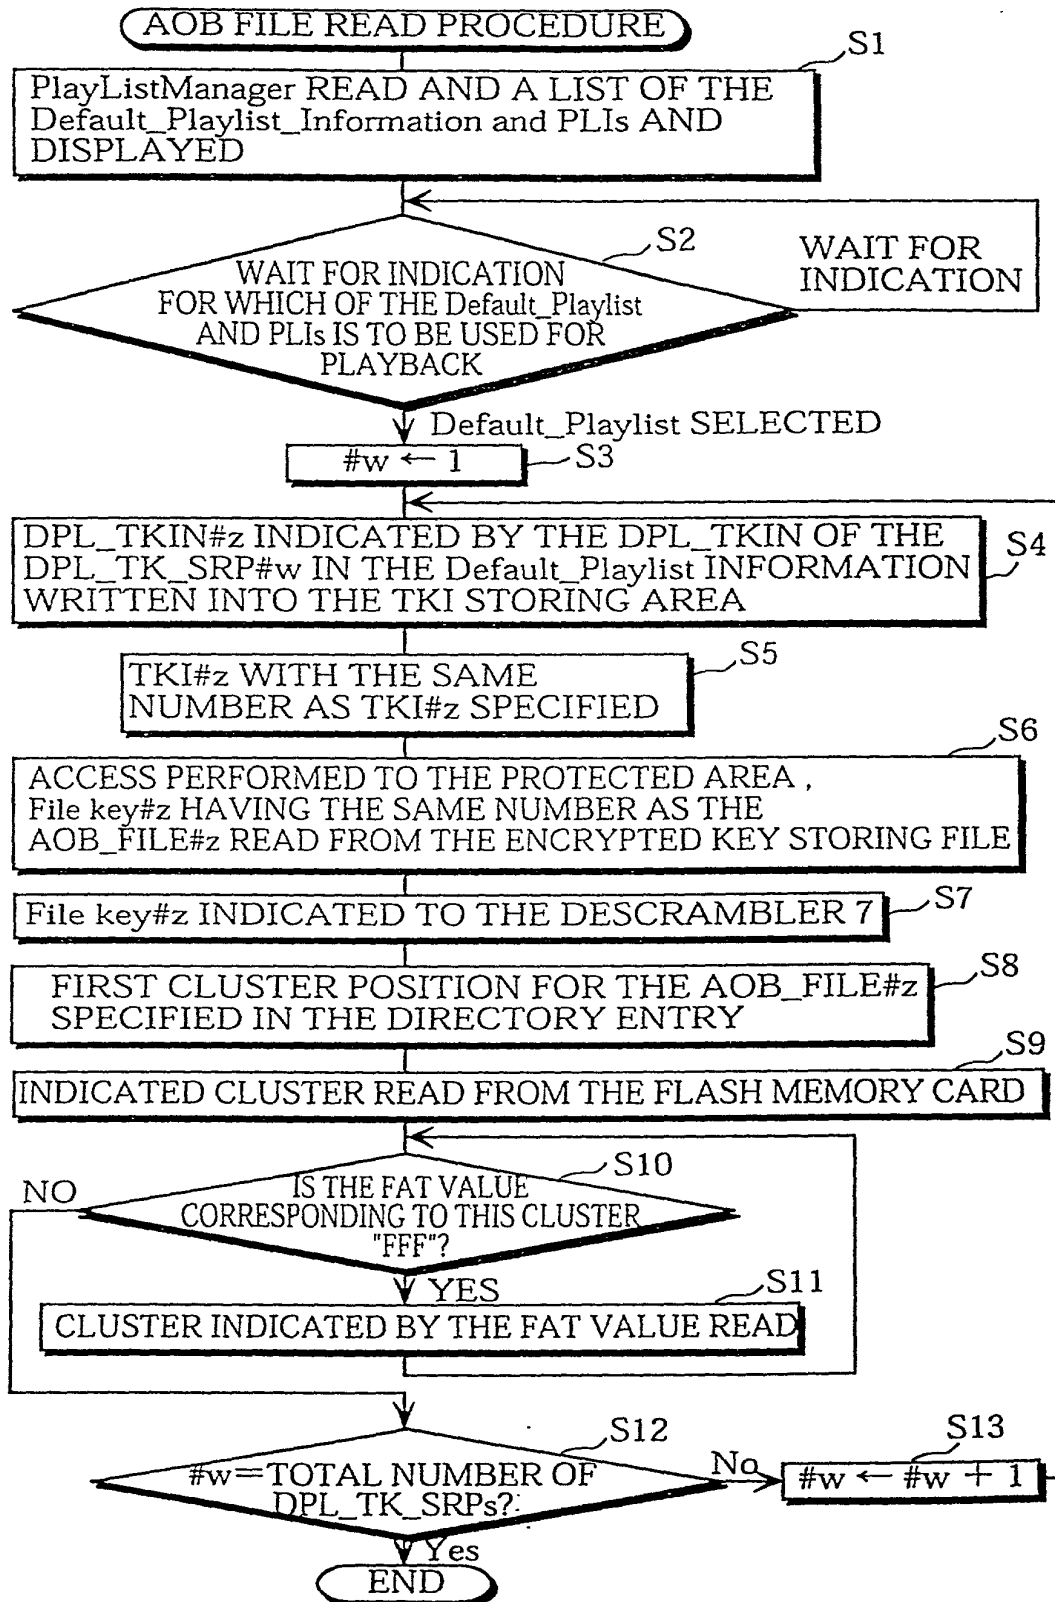 AOB FILE READ PROCEDURE
S1
PlayListManager READ AND A LIST OF THE
Default_Playlist_Information and PLIs AND
DISPLAYED
S2
WAIT FOR INDICATION
FOR WHICH OF THE Default_Playlist
AND PLIs IS TO BE USED FOR
PLAYBACK
WAIT FOR
INDICATION
Default_Playlist SELECTED
#w ← 1
S3
DPL_TKIN#z INDICATED BY THE DPL_TKIN OF THE
DPL_TK_SRP#w IN THE Default_Playlist INFORMATION
WRITTEN INTO THE TKI STORING AREA
S4
S5
TKI#z WITH THE SAME
NUMBER AS TKI#z SPECIFIED
S6
ACCESS PERFORMED TO THE PROTECTED AREA ,
File key#z HAVING THE SAME NUMBER AS THE
AOB_FILE#z READ FROM THE ENCRYPTED KEY STORING FILE
File key#z INDICATED TO THE DESCRAMBLER 7
S7
FIRST CLUSTER POSITION FOR THE AOB_FILE#z
SPECIFIED IN THE DIRECTORY ENTRY
S8
S9
INDICATED CLUSTER READ FROM THE FLASH MEMORY CARD
S10
NO
IS THE FAT VALUE
CORRESPONDING TO THIS CLUSTER
"FFF"?
YES
S11
CLUSTER INDICATED BY THE FAT VALUE READ
S12
#w=TOTAL NUMBER OF
DPL_TK_SRPs?
No
S13
#w ← #w + 1
Yes
END